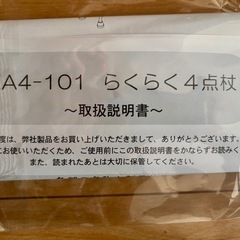 A4-101 らくらく４点杖
～取扱説明書～
度は、弊社製品をお買い上げいただきまして、ありがとうございます。
にお使いいただくため、ご使用前にこの取扱説明書をかならずお読みく
また、読まれたあとは大切に保管してください。